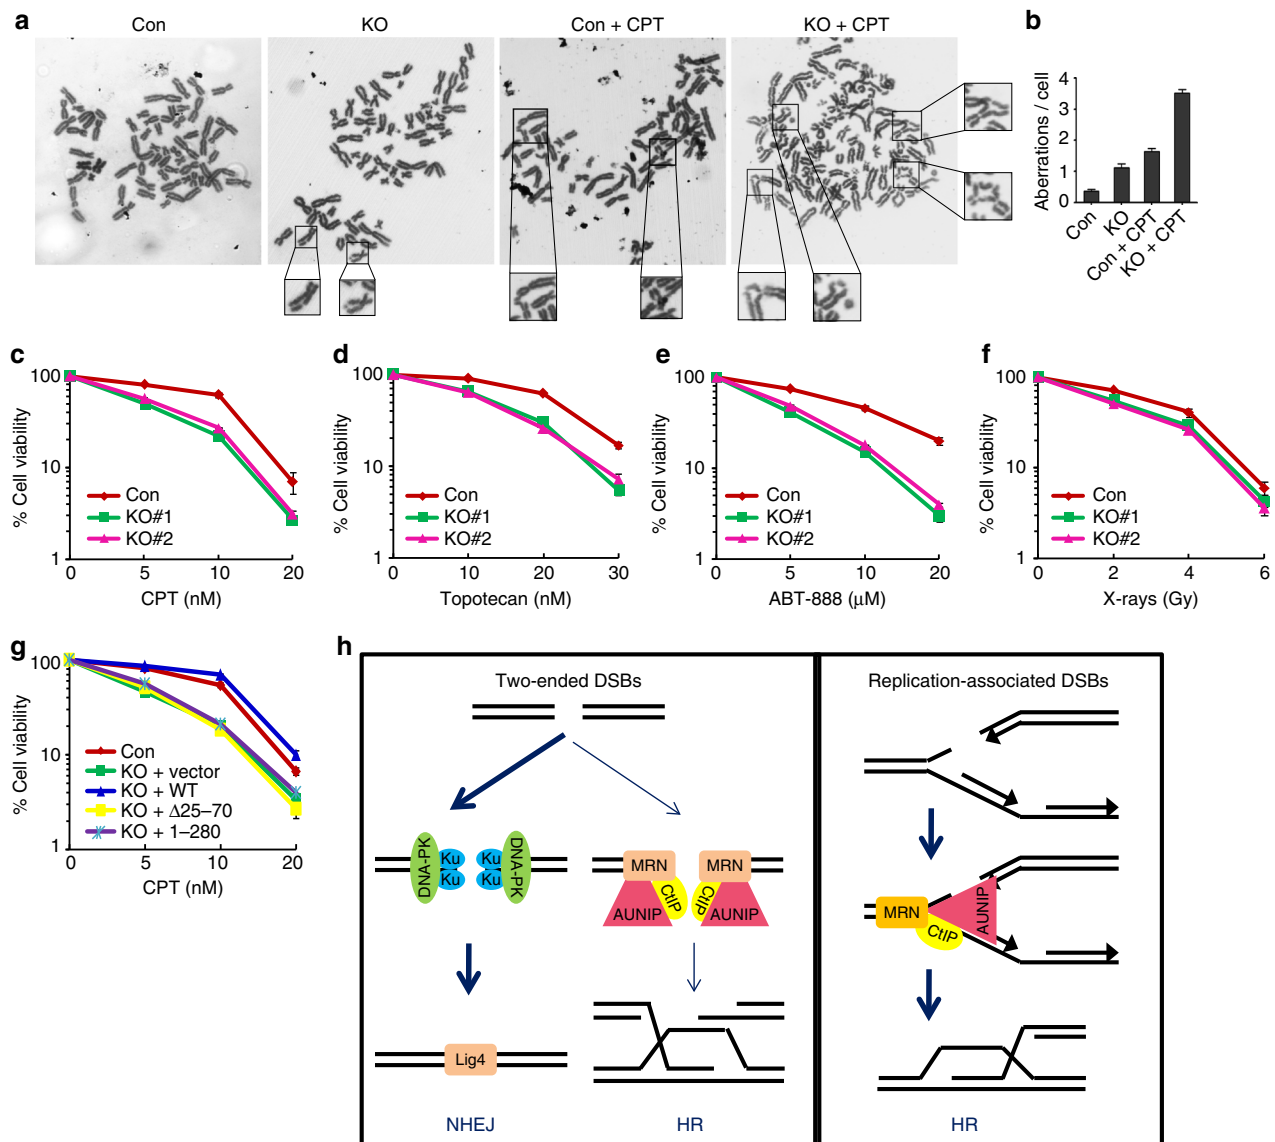 a
Con
KO
Con + CPT
KO + CPT
b
Aberrations / cell
4
3
2
1
0
Con
KO
Con + CPT
KO + CPT
c
% Cell viability
100
10
1
Con
KO#1
KO#2
0
5
10
20
CPT (nM)
d
% Cell viability
100
10
1
Con
KO#1
KO#2
0
10
20
30
Topotecan (nM)
e
% Cell viability
100
10
1
Con
KO#1
KO#2
0
5
10
20
ABT-888 (μM)
f
% Cell viability
100
10
1
Con
KO#1
KO#2
0
2
4
6
X-rays (Gy)
g
% Cell viability
100
10
1
Con
KO + vector
KO + WT
KO + Δ25–70
KO + 1–280
0
5
10
20
CPT (nM)
h
Two-ended DSBs
DNA-PK
Ku
Ku
Ku
Ku
DNA-PK
MRN
CtIP
AUNIP
MRN
CtIP
AUNIP
Lig4
NHEJ
HR
Replication-associated DSBs
MRN
CtIP
AUNIP
HR